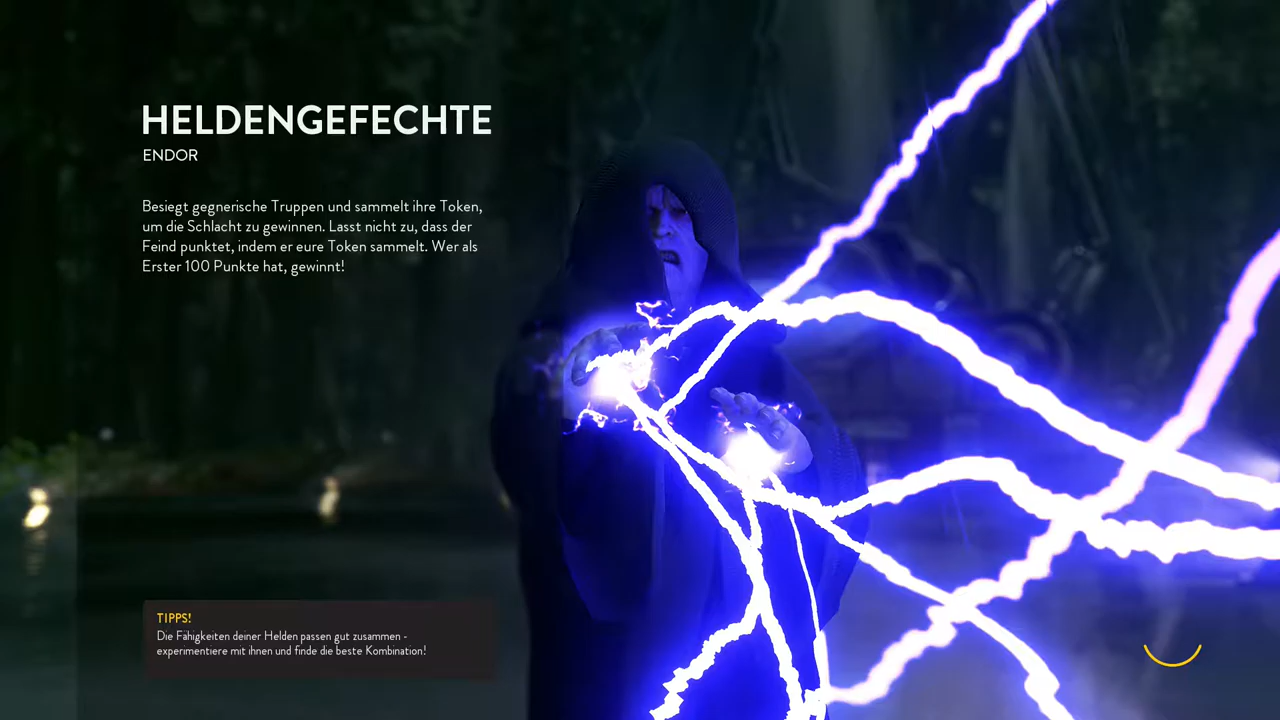 HELDENGEFECHTE
ENDOR
Besiegt gegnerische Truppen und sammelt ihre Token,
um die Schlacht zu gewinnen. Lasst nicht zu, dass der
Feind punktet, indem er eure Token sammelt. Wer als
Erster 100 Punkte hat, gewinnt!
TIPPS!
Die Fähigkeiten deiner Helden passen gut zusammen -
experimentiere mit ihnen und finde die beste Kombination!